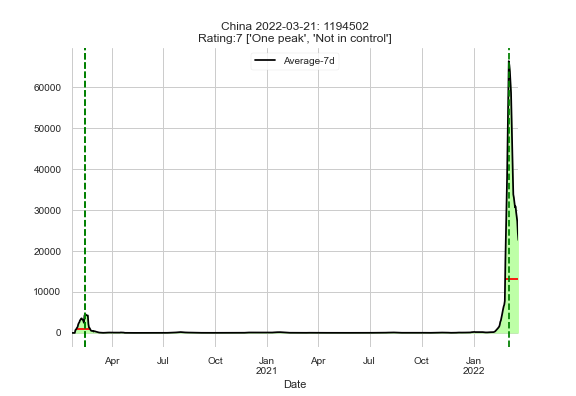 China 2022-03-21: 1194502
Rating:7 ['One peak', 'Not in control']
Average-7d
60000
50000
40000
30000
20000
10000
0
Apr Jul Oct Jan Apr Jul Oct Jan
2021 2022
Date